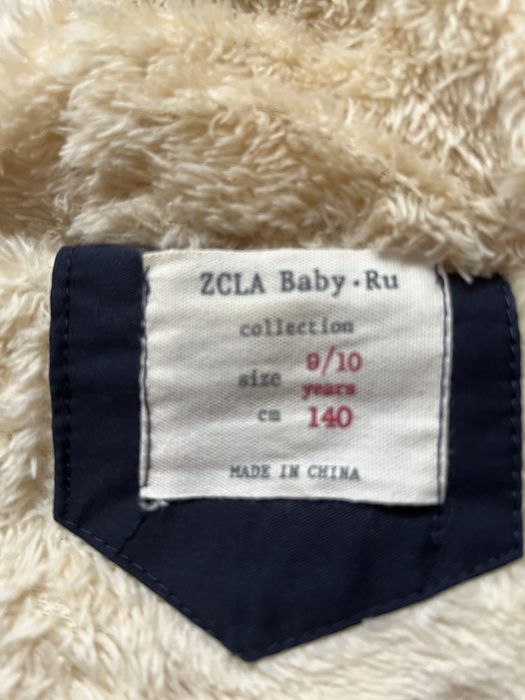 ZCLA Baby·Ru
collection
size 9/10
years
cm 140
MADE IN CHINA